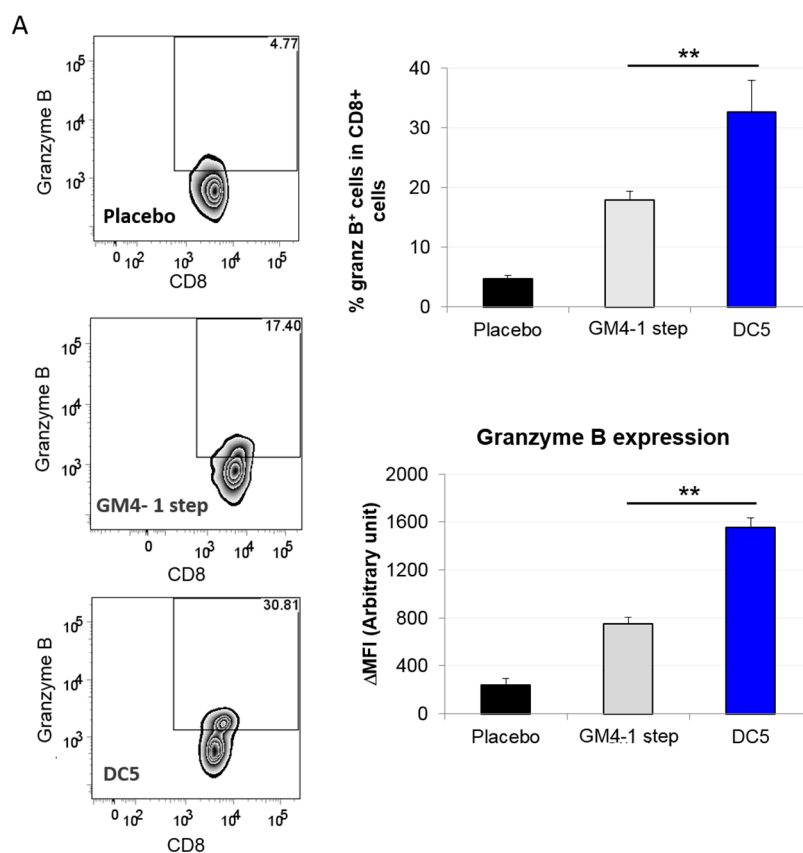 A
4.77
10⁵
10⁴
10³
Granzyme B
Placebo
0 10² 10³ 10⁴ 10⁵
CD8
17.40
10⁵
10⁴
10³
Granzyme B
GM4- 1 step
0 10³ 10⁴ 10⁵
CD8
30.81
10⁵
10⁴
10³
Granzyme B
DC5
0 10² 10³ 10⁴ 10⁵
CD8
% granz B⁺ cells in CD8+
cells
40
30
20
10
0
**
Placebo GM4-1 step DC5
Granzyme B expression
ΔMFI (Arbitrary unit)
2000
1600
1200
800
400
0
**
Placebo GM4-1 step DC5